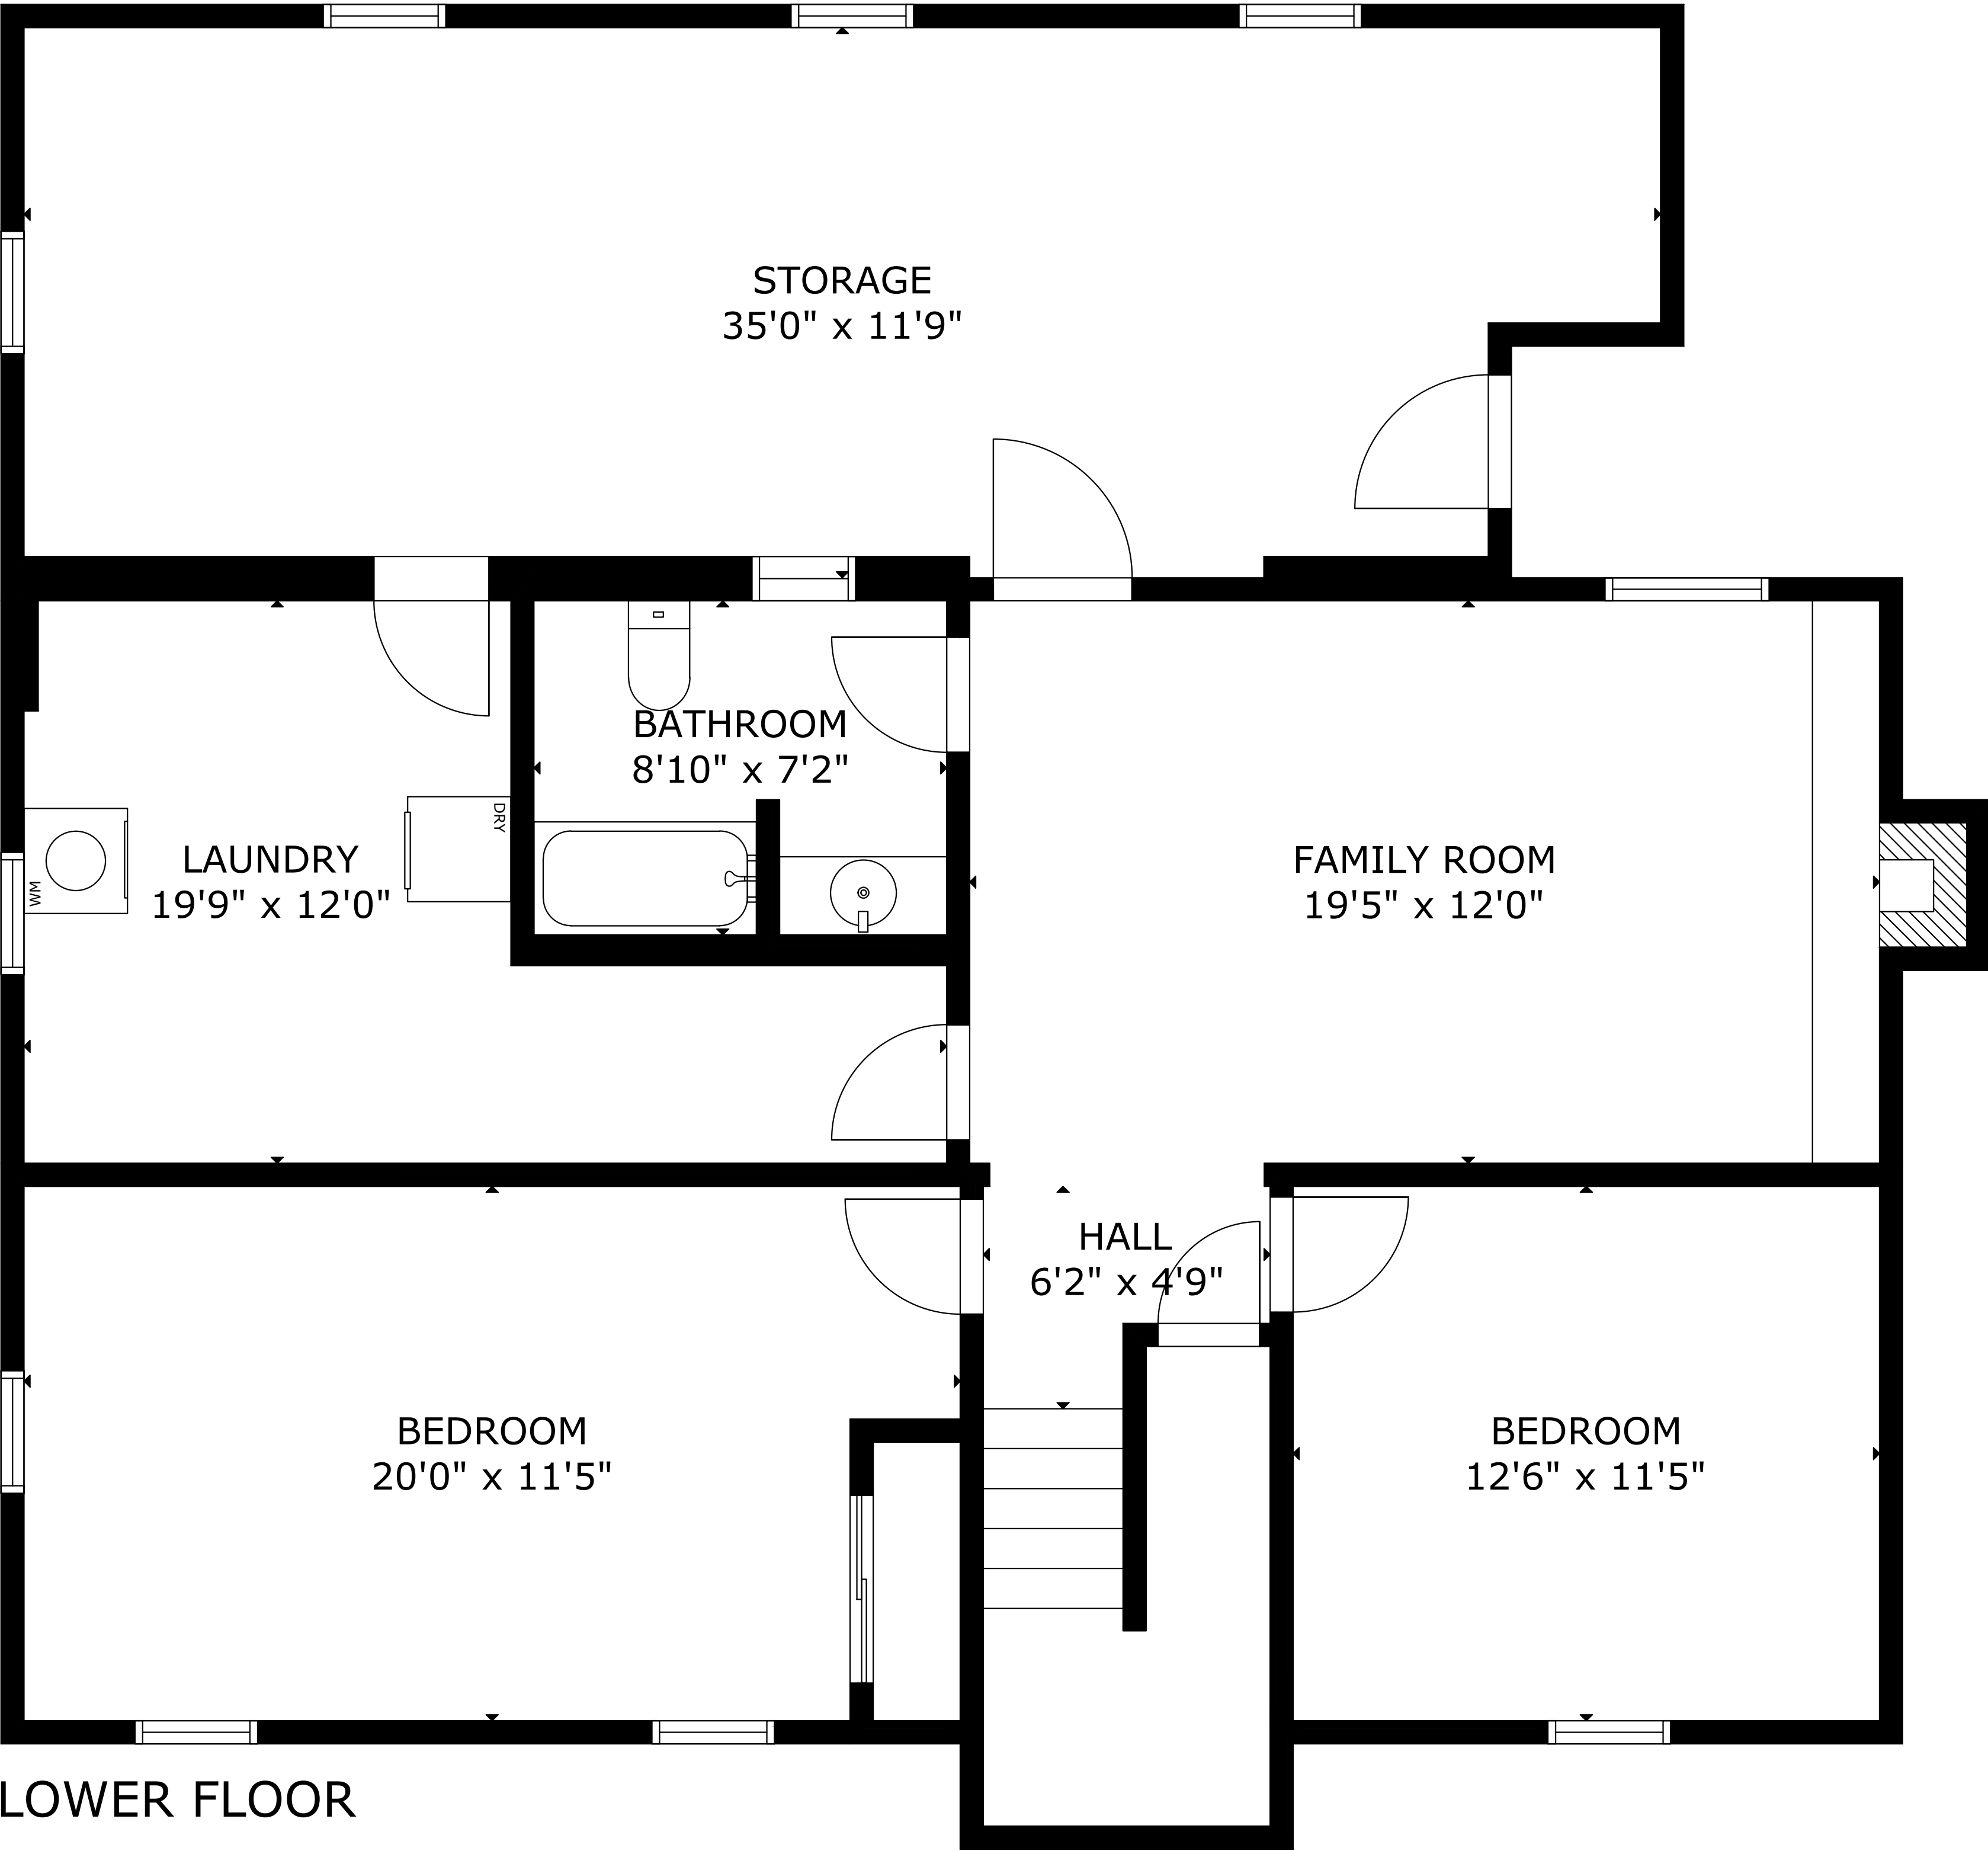 STORAGE
35'0" x 11'9"
BATHROOM
8'10" x 7'2"
DRY
LAUNDRY
19'9" x 12'0"
WM
FAMILY ROOM
19'5" x 12'0"
HALL
6'2" x 4'9"
BEDROOM
20'0" x 11'5"
BEDROOM
12'6" x 11'5"
LOWER FLOOR